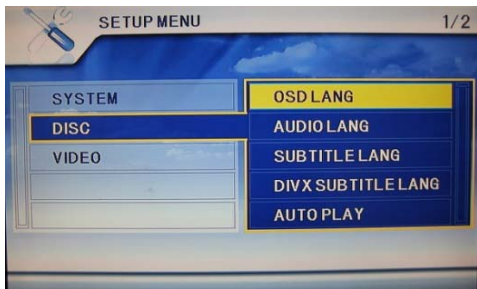 SETUP MENU 1/2
SYSTEM
DISC
VIDEO
OSD LANG
AUDIO LANG
SUBTITLE LANG
DIVX SUBTITLE LANG
AUTO PLAY